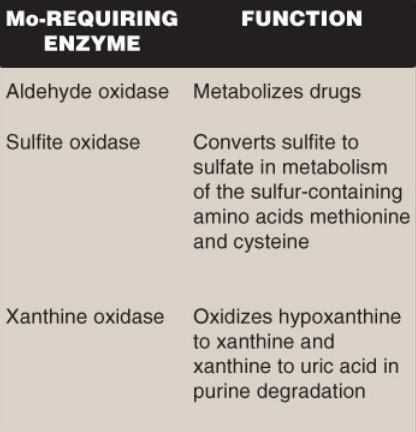 Mo-REQUIRING ENZYME FUNCTION
Aldehyde oxidase Metabolizes drugs
Sulfite oxidase Converts sulfite to
sulfate in metabolism
of the sulfur-containing
amino acids methionine
and cysteine
Xanthine oxidase Oxidizes hypoxanthine
to xanthine and
xanthine to uric acid in
purine degradation